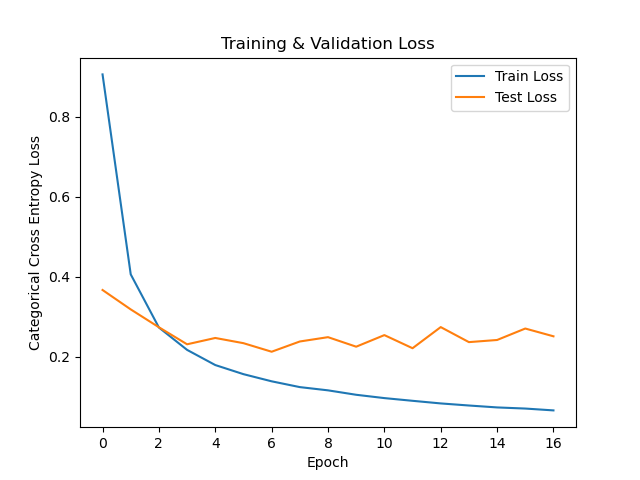 Training & Validation Loss
Train Loss
Test Loss
Categorical Cross Entropy Loss
0.8
0.6
0.4
0.2
0 2 4 6 8 10 12 14 16
Epoch